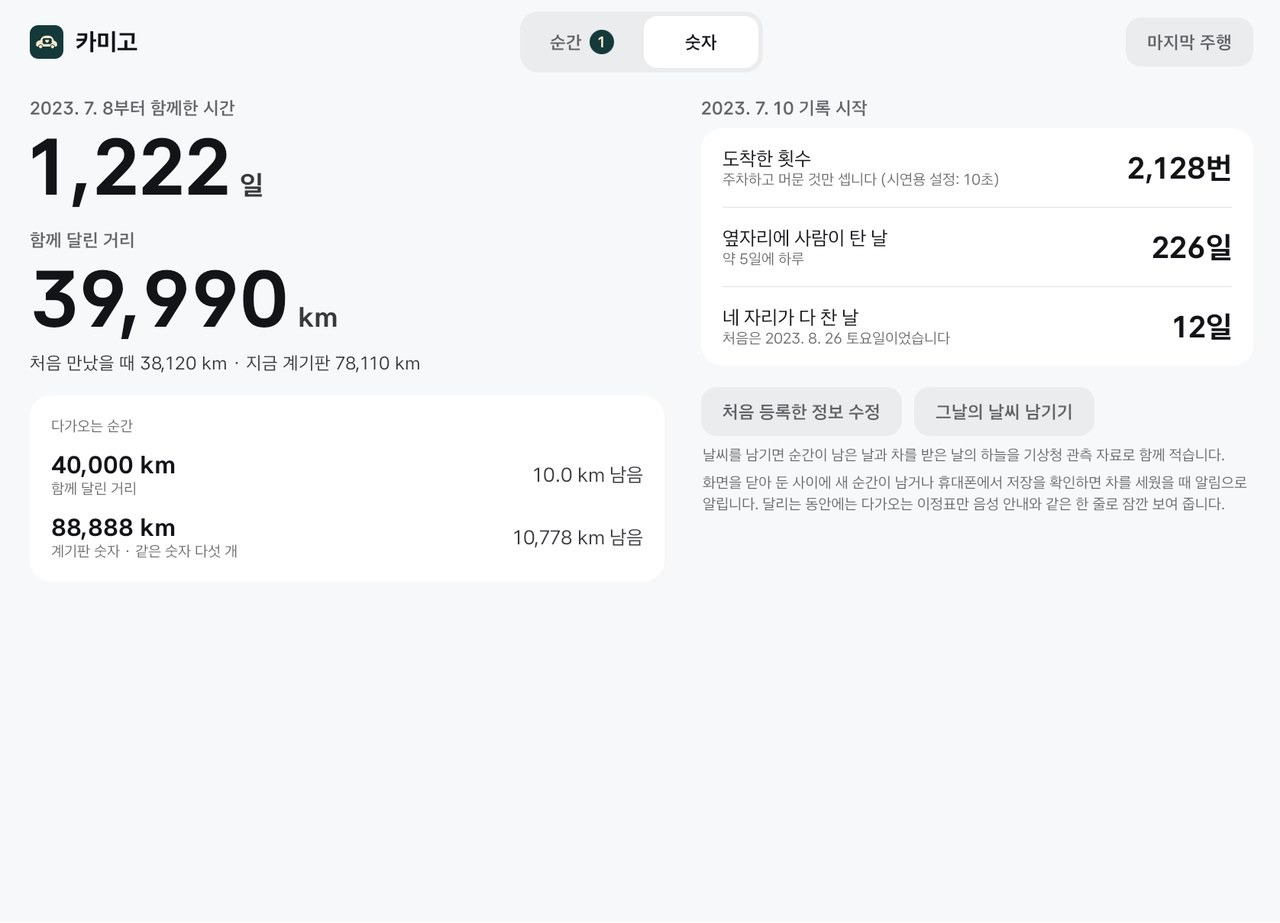 카미고
순간 1
숫자
마지막 주행
2023. 7. 8부터 함께한 시간
1,222 일
함께 달린 거리
39,990 km
처음 만났을 때 38,120 km · 지금 계기판 78,110 km
다가오는 순간
40,000 km
함께 달린 거리
10.0 km 남음
88,888 km
계기판 숫자 · 같은 숫자 다섯 개
10,778 km 남음
2023. 7. 10 기록 시작
도착한 횟수
주차하고 머문 것만 셉니다 (시연용 설정: 10초)
2,128번
옆자리에 사람이 탄 날
약 5일에 하루
226일
네 자리가 다 찬 날
처음은 2023. 8. 26 토요일이었습니다
12일
처음 등록한 정보 수정
그날의 날씨 남기기
날씨를 남기면 순간이 남은 날과 차를 받은 날의 하늘을 기상청 관측 자료로 함께 적습니다.
화면을 닫아 둔 사이에 새 순간이 남거나 휴대폰에서 저장을 확인하면 차를 세웠을 때 알림으로
알립니다. 달리는 동안에는 다가오는 이정표만 음성 안내와 같은 한 줄로 잠깐 보여 줍니다.